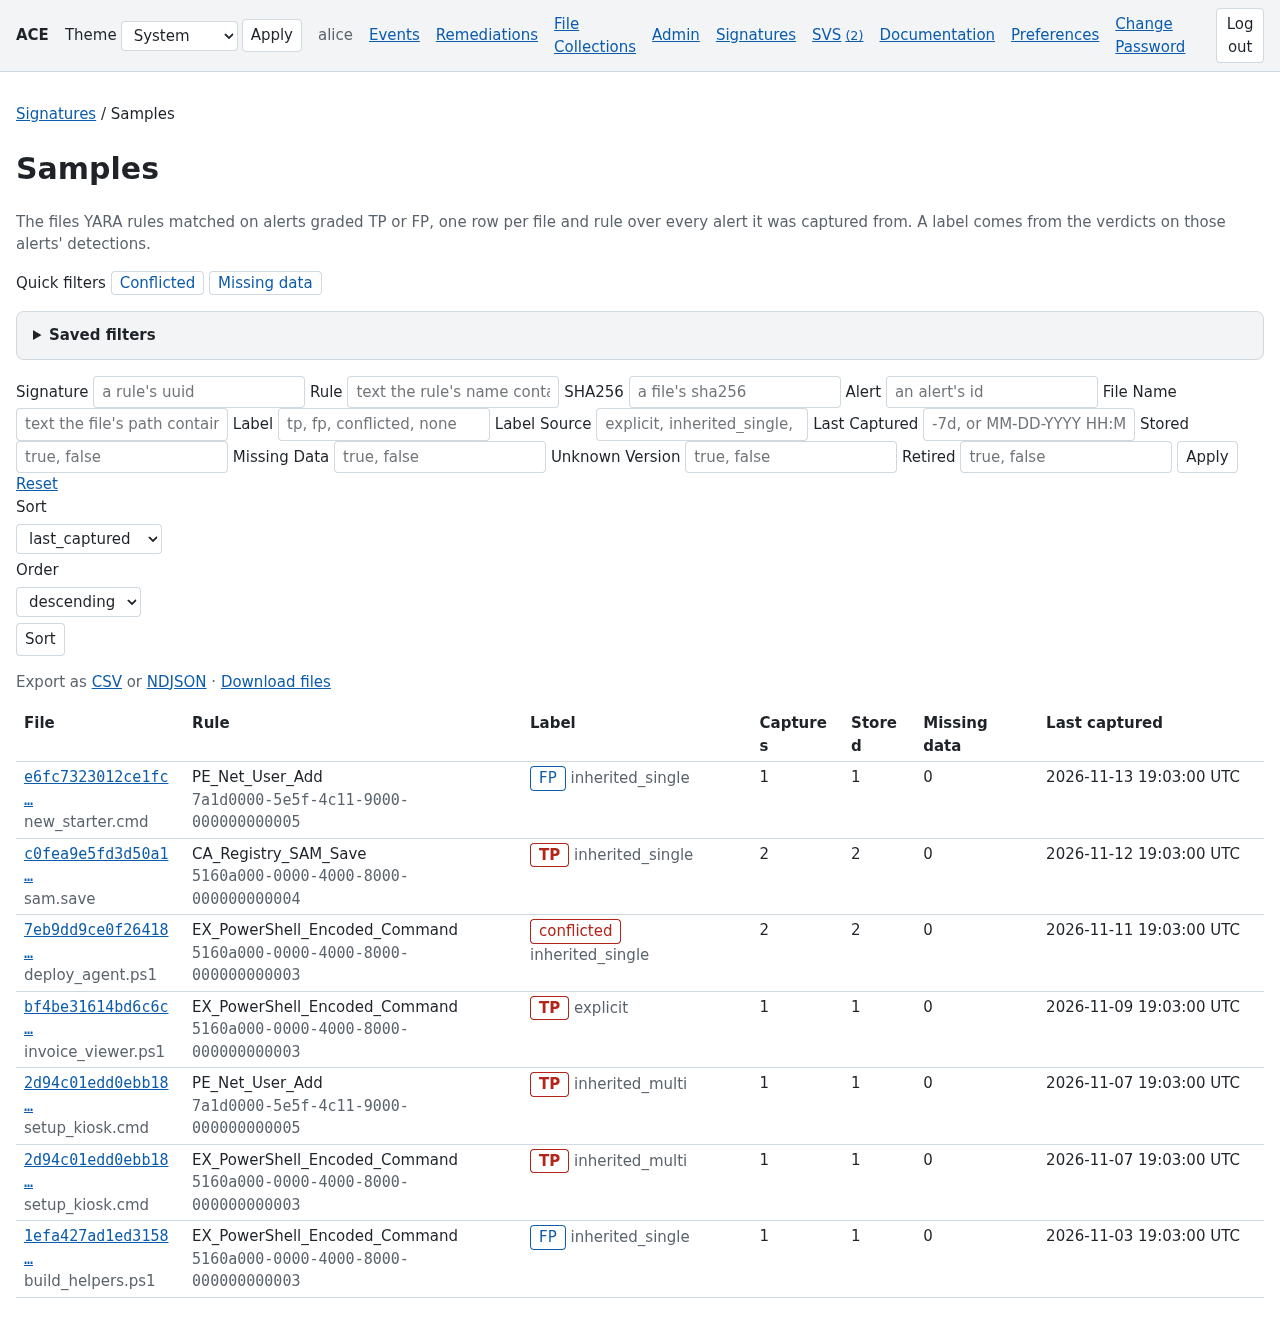 ACE Theme System Apply alice Events Remediations File Collections Admin Signatures SVS (2) Documentation Preferences Change Password Log out
Signatures / Samples
Samples
The files YARA rules matched on alerts graded TP or FP, one row per file and rule over every alert it was captured from. A label comes from the verdicts on those
alerts' detections.
Quick filters Conflicted Missing data
▶ Saved filters
Signature a rule's uuid Rule text the rule's name conta SHA256 a file's sha256 Alert an alert's id File Name
text the file's path contair Label tp, fp, conflicted, none Label Source explicit, inherited_single, Last Captured -7d, or MM-DD-YYYY HH:M Stored
true, false Missing Data true, false Unknown Version true, false Retired true, false Apply
Reset
Sort
last_captured
Order
descending
Sort
Export as CSV or NDJSON · Download files
File Rule Label Captures Stored Missing data Last captured
e6fc7323012ce1fc PE_Net_User_Add FP inherited_single 1 1 0 2026-11-13 19:03:00 UTC
… 7a1d0000-5e5f-4c11-9000-
new_starter.cmd 000000000005
c0fea9e5fd3d50a1 CA_Registry_SAM_Save TP inherited_single 2 2 0 2026-11-12 19:03:00 UTC
… 5160a000-0000-4000-8000-
sam.save 000000000004
7eb9dd9ce0f26418 EX_PowerShell_Encoded_Command conflicted 2 2 0 2026-11-11 19:03:00 UTC
… 5160a000-0000-4000-8000- inherited_single
deploy_agent.ps1 000000000003
bf4be31614bd6c6c EX_PowerShell_Encoded_Command TP explicit 1 1 0 2026-11-09 19:03:00 UTC
… 5160a000-0000-4000-8000-
invoice_viewer.ps1 000000000003
2d94c01edd0ebb18 PE_Net_User_Add TP inherited_multi 1 1 0 2026-11-07 19:03:00 UTC
… 7a1d0000-5e5f-4c11-9000-
setup_kiosk.cmd 000000000005
2d94c01edd0ebb18 EX_PowerShell_Encoded_Command TP inherited_multi 1 1 0 2026-11-07 19:03:00 UTC
… 5160a000-0000-4000-8000-
setup_kiosk.cmd 000000000003
1efa427ad1ed3158 EX_PowerShell_Encoded_Command FP inherited_single 1 1 0 2026-11-03 19:03:00 UTC
… 5160a000-0000-4000-8000-
build_helpers.ps1 000000000003